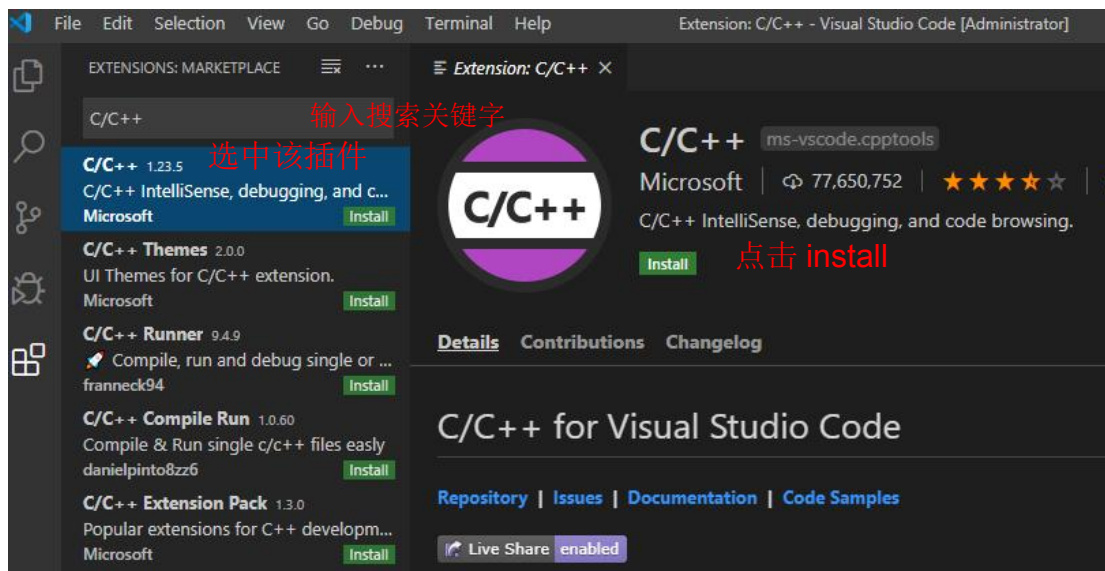 File Edit Selection View Go Debug Terminal Help Extension: C/C++ - Visual Studio Code [Administrator]
EXTENSIONS: MARKETPLACE
C/C++
输入搜索关键字
C/C++ 1.23.5
选中该插件
C/C++ IntelliSense, debugging, and c...
Microsoft Install
C/C++ Themes 2.0.0
UI Themes for C/C++ extension.
Microsoft Install
C/C++ Runner 9.4.9
🚀 Compile, run and debug single or ...
franneck94 Install
C/C++ Compile Run 1.0.60
Compile & Run single c/c++ files easly
danielpinto8zz6 Install
C/C++ Extension Pack 1.3.0
Popular extensions for C++ developm...
Microsoft Install
Extension: C/C++
C/C++
C/C++ ms-vscode.cpptools
Microsoft 77,650,752
C/C++ IntelliSense, debugging, and code browsing.
Install 点击 install
Details Contributions Changelog
C/C++ for Visual Studio Code
Repository | Issues | Documentation | Code Samples
Live Share enabled